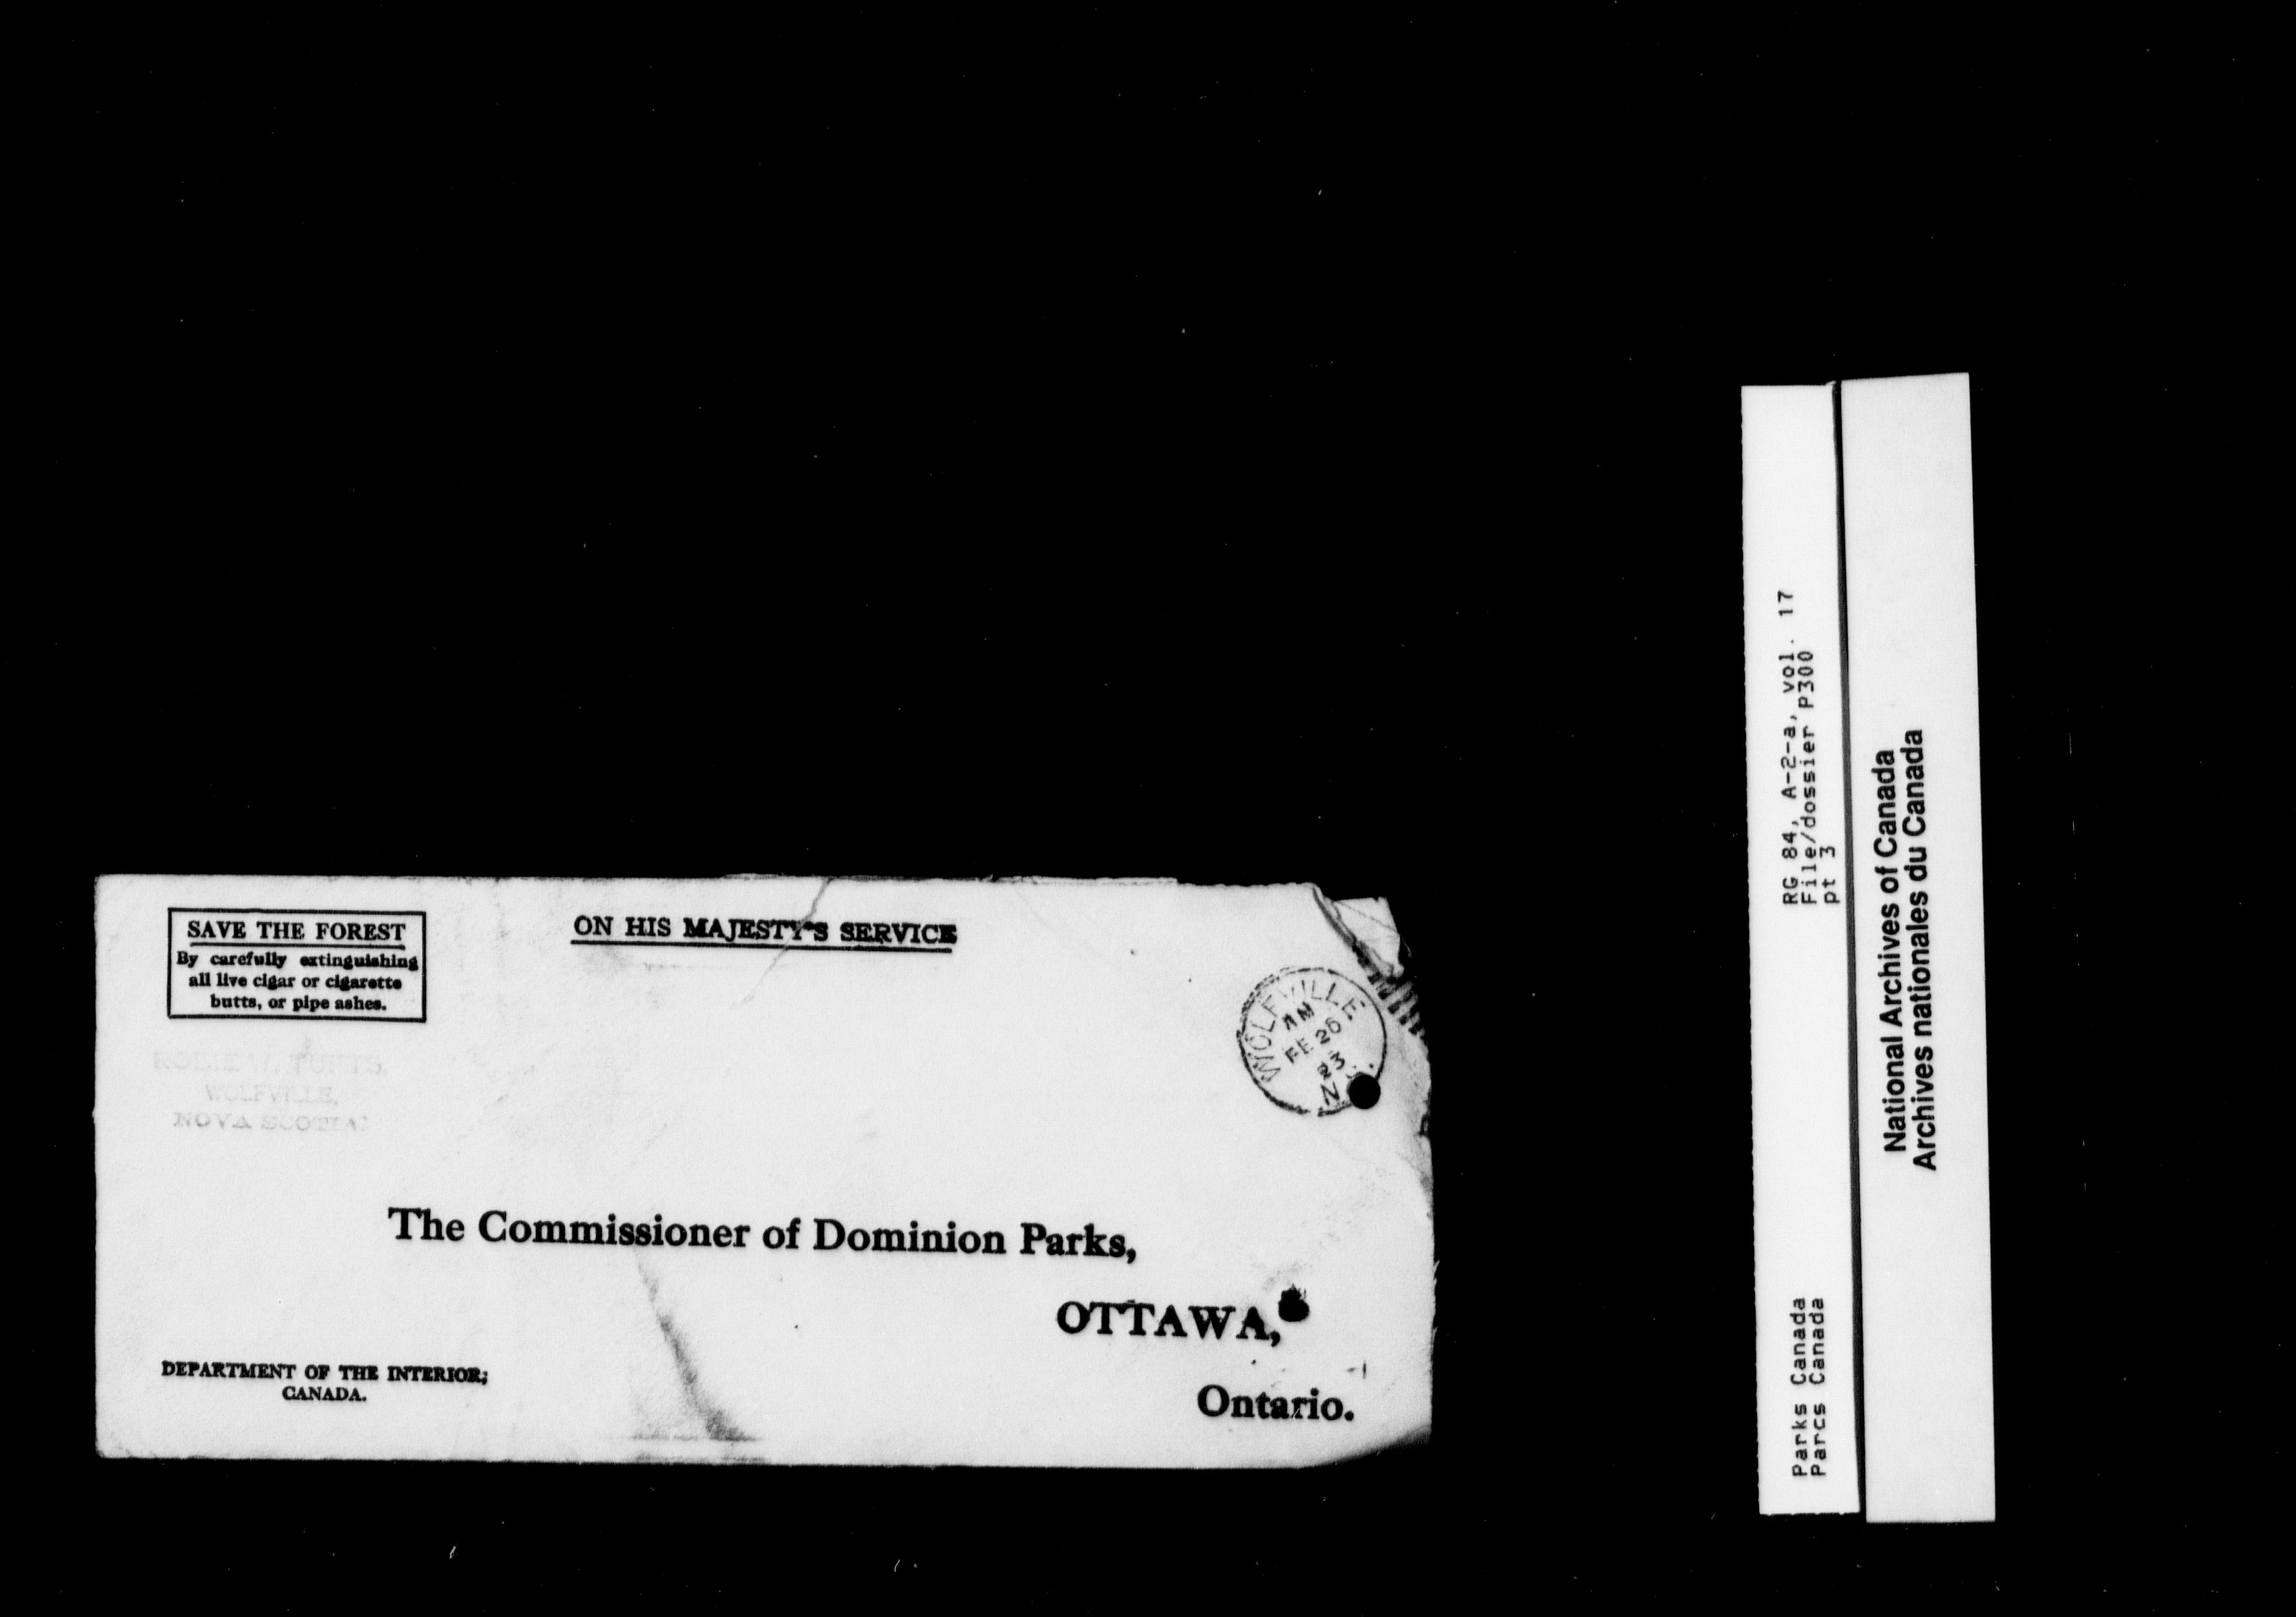 SAVE THE FOREST
By carefully extinguishing
all live cigar or cigarette
butts, or pipe ashes.
ON HIS MAJESTY'S SERVICE
WOLFVILLE
AM
FE 26
23
N
TUFTS,
WOLFVILLE,
NOVA SCOTIA
The Commissioner of Dominion Parks,
OTTAWA,
Ontario.
DEPARTMENT OF THE INTERIOR;
CANADA.
RG 84, A-2-a, vol. 17
File/dossier P300
pt 3
Parks Canada
Parcs Canada
National Archives of Canada
Archives nationales du Canada